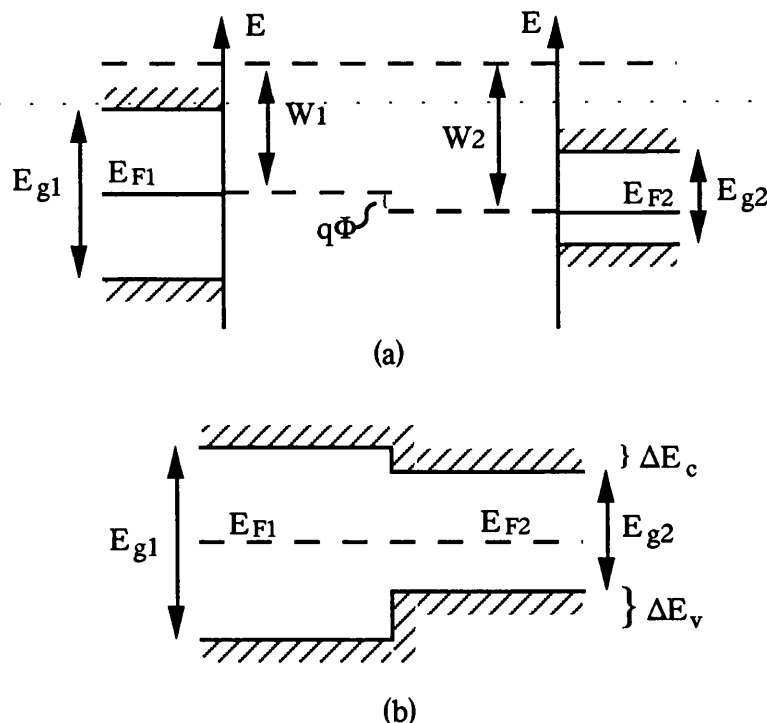 E
E
W1
W2
Eg1
EF1
EF2
Eg2
qΦ
(a)
} ΔEc
Eg1
EF1
EF2
Eg2
} ΔEv
(b)